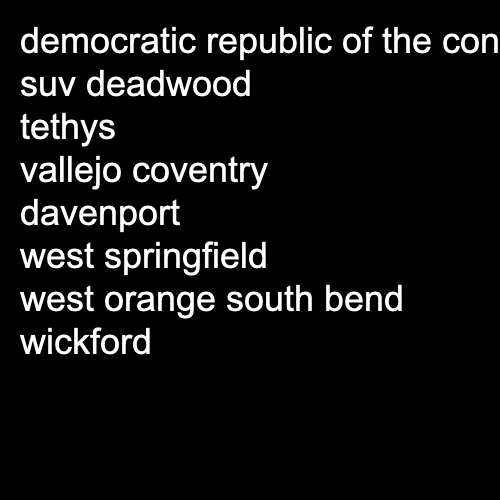 democratic republic of the con
suv deadwood
tethys
vallejo coventry
davenport
west springfield
west orange south bend
wickford